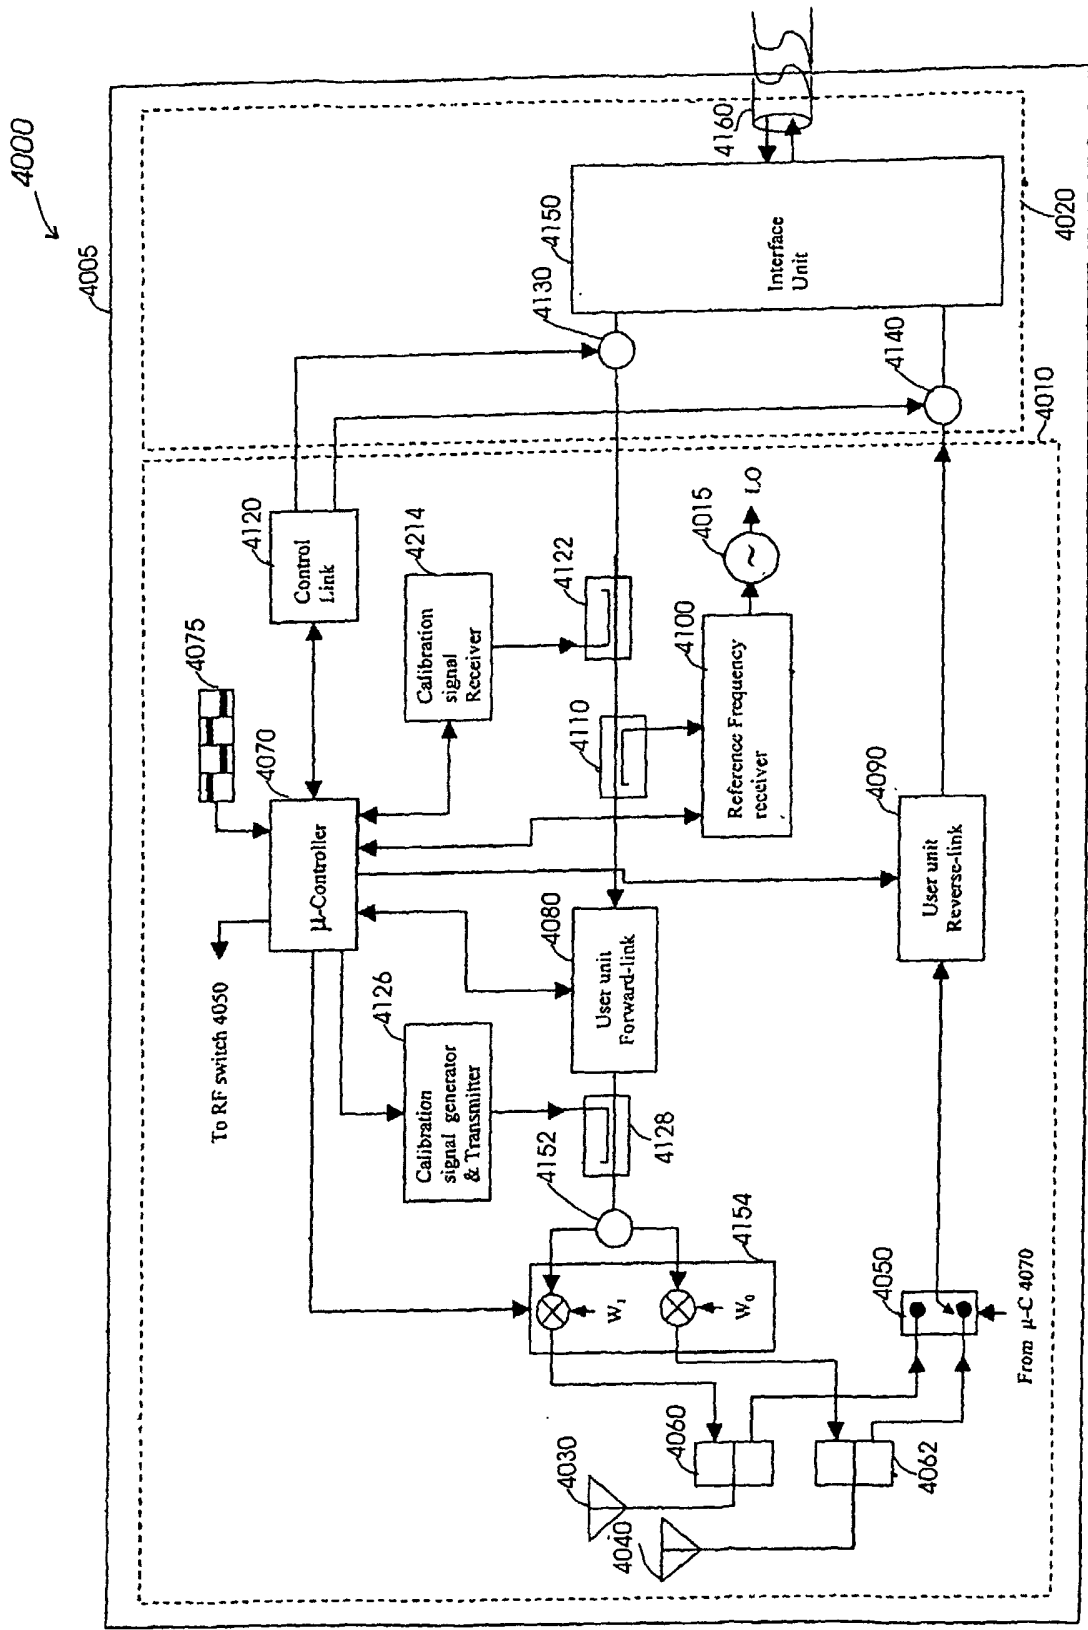 4000
4005
4075
4070
μ-Controller
To RF switch 4050
4120
Control
Link
4126
Calibration
signal generator
& Transmitter
4214
Calibration
signal
Receiver
4130
4150
Interface
Unit
4160
4152
4128
4080
User unit
Forward-link
4110
4122
4154
W₁
W₀
4100
Reference Frequency
receiver
4015
LO
4140
4020
4010
4030
4040
4060
4062
4050
From μ-C 4070
4090
User unit
Reverse-link